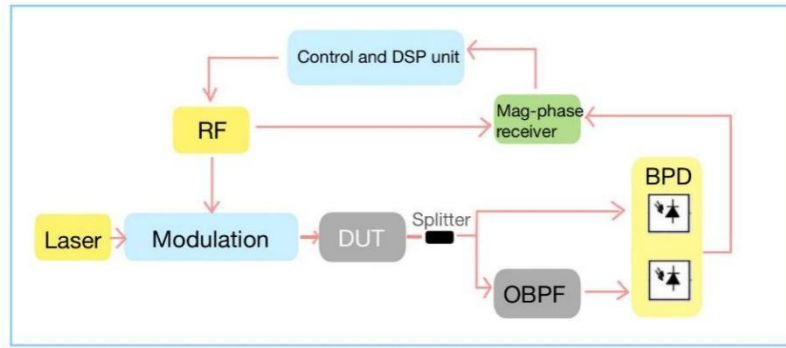 Control and DSP unit
RF
Mag-phase
receiver
BPD
Laser
Modulation
DUT
Splitter
OBPF